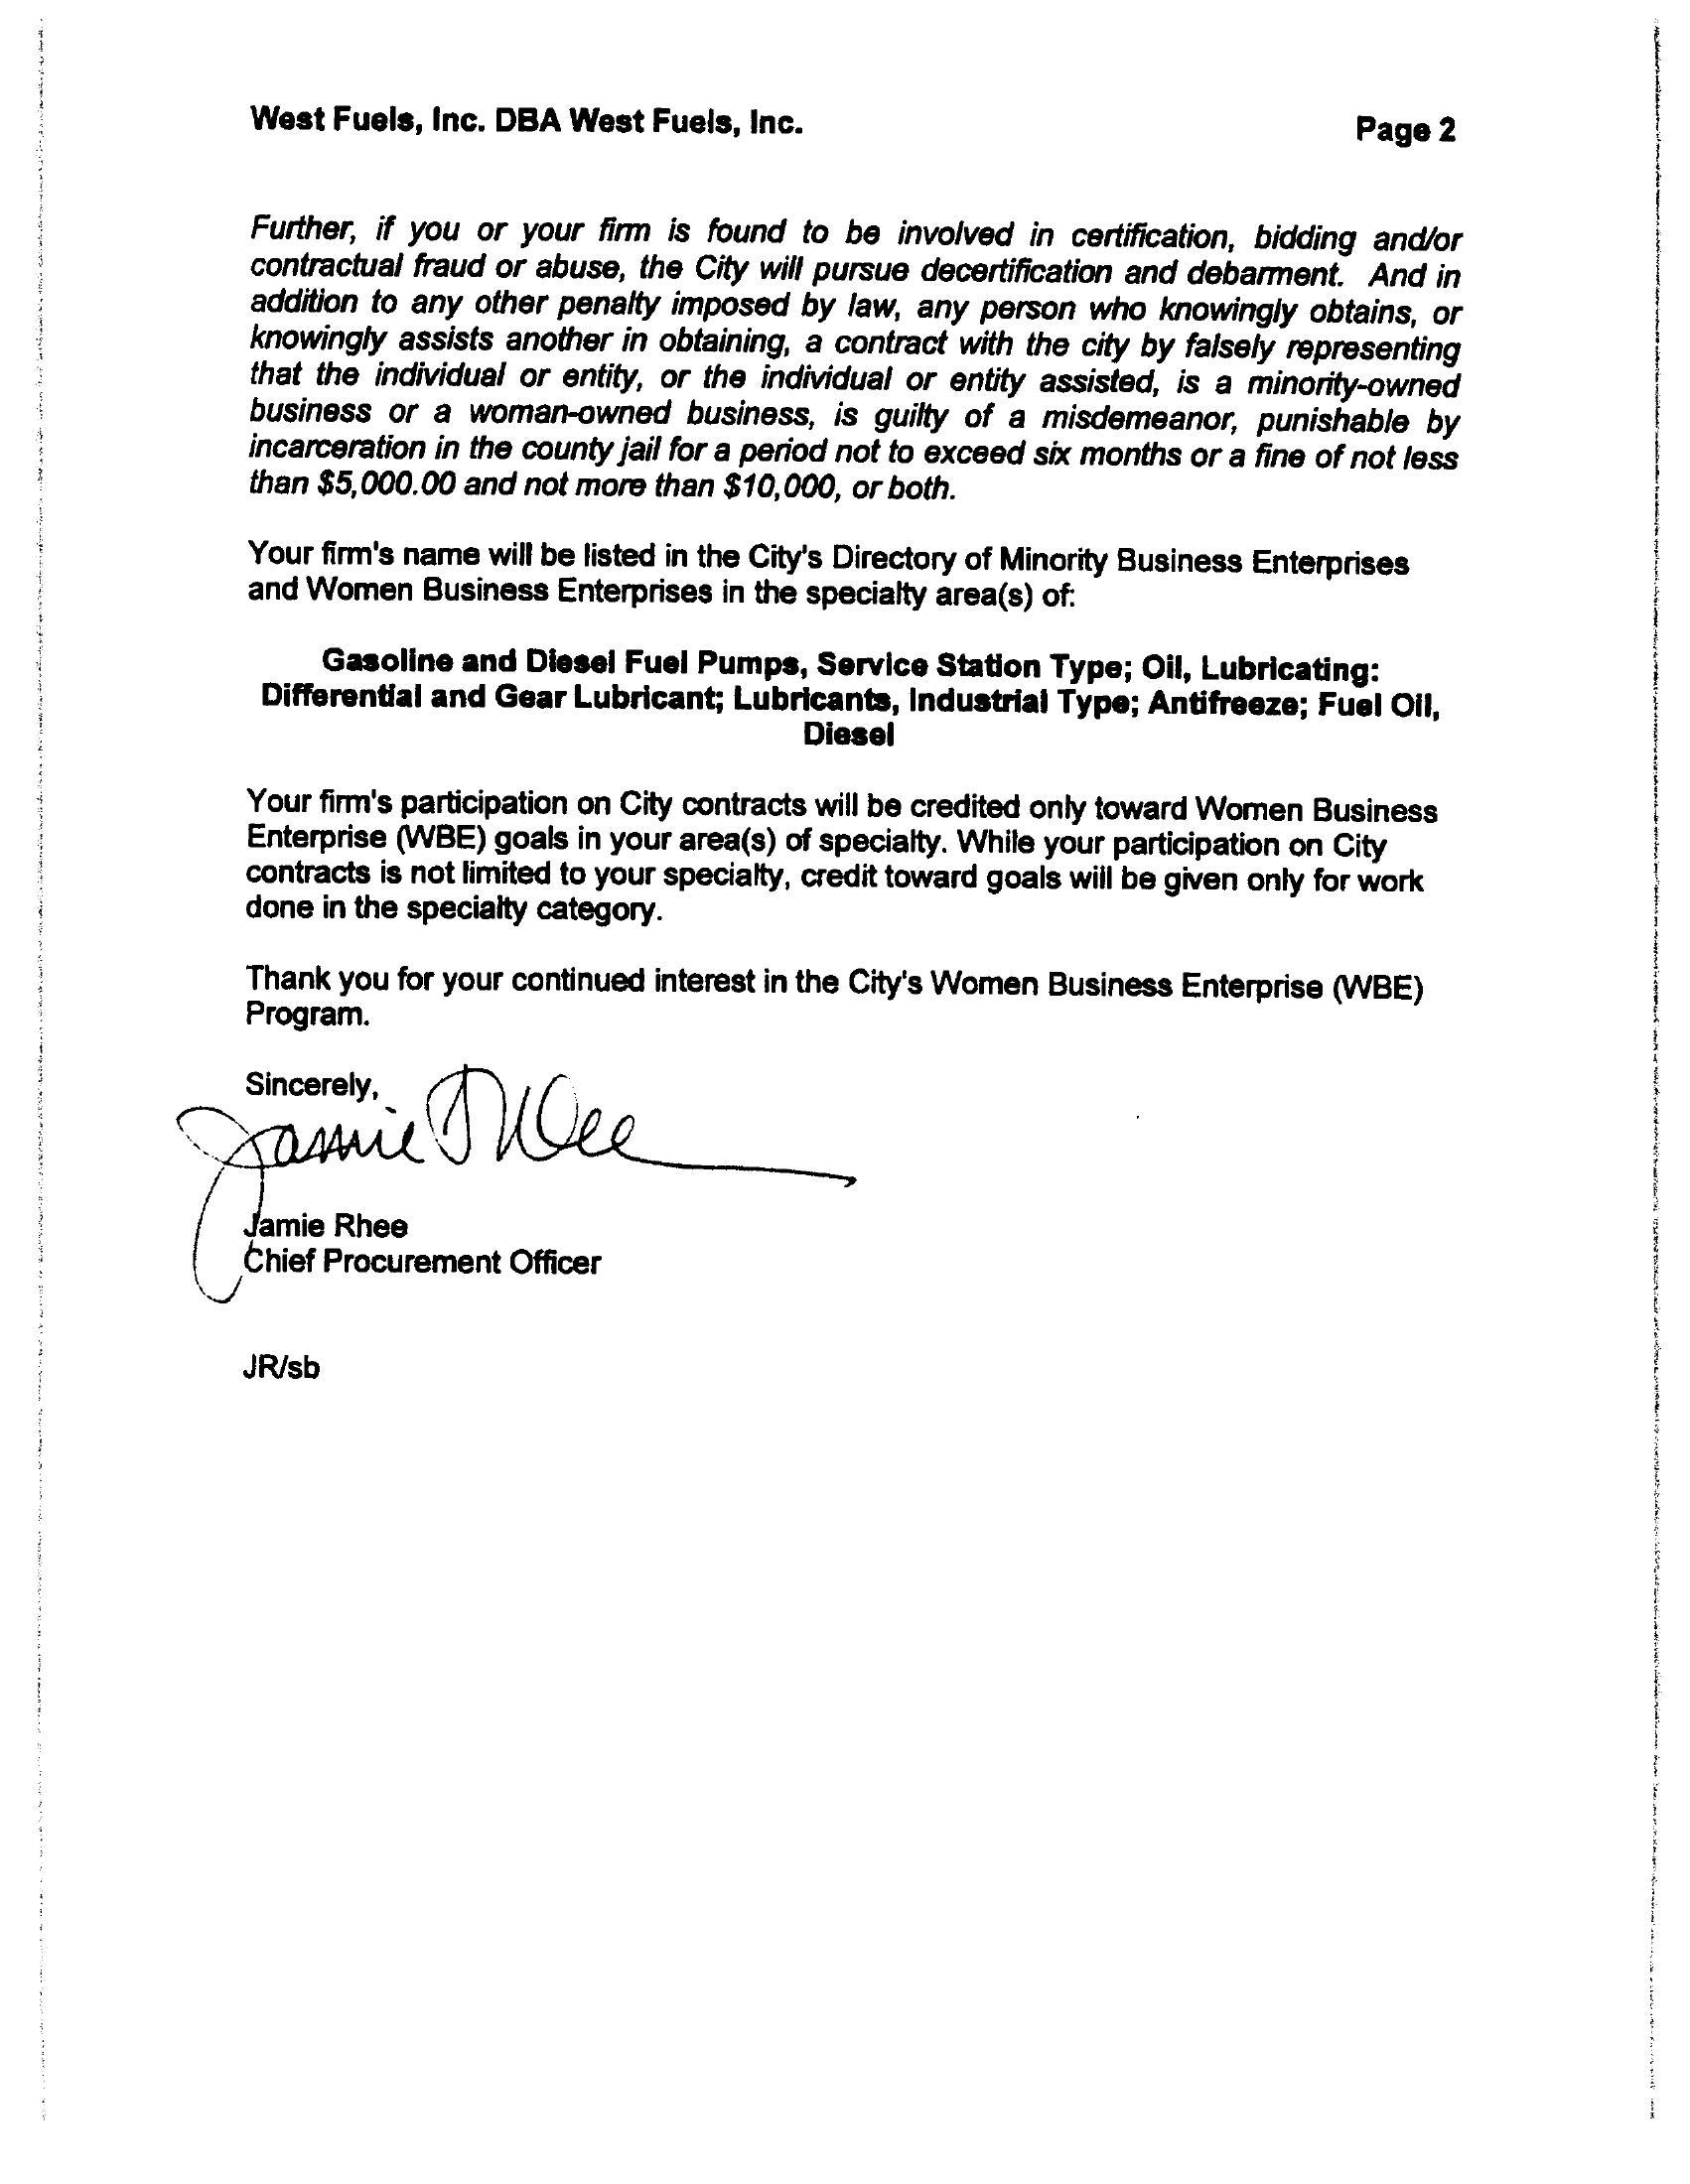 West Fuels, Inc. DBA West Fuels, Inc. Page 2
Further, if you or your firm is found to be involved in certification, bidding and/or
contractual fraud or abuse, the City will pursue decertification and debarment. And in
addition to any other penalty imposed by law, any person who knowingly obtains, or
knowingly assists another in obtaining, a contract with the city by falsely representing
that the individual or entity, or the individual or entity assisted, is a minority-owned
business or a woman-owned business, is guilty of a misdemeanor, punishable by
incarceration in the county jail for a period not to exceed six months or a fine of not less
than $5,000.00 and not more than $10,000, or both.
Your firm's name will be listed in the City's Directory of Minority Business Enterprises
and Women Business Enterprises in the specialty area(s) of:
Gasoline and Diesel Fuel Pumps, Service Station Type; Oil, Lubricating:
Differential and Gear Lubricant; Lubricants, Industrial Type; Antifreeze; Fuel Oil,
Diesel
Your firm's participation on City contracts will be credited only toward Women Business
Enterprise (WBE) goals in your area(s) of specialty. While your participation on City
contracts is not limited to your specialty, credit toward goals will be given only for work
done in the specialty category.
Thank you for your continued interest in the City's Women Business Enterprise (WBE)
Program.
Sincerely,
Jamie Rhee
Jamie Rhee
Chief Procurement Officer
JR/sb